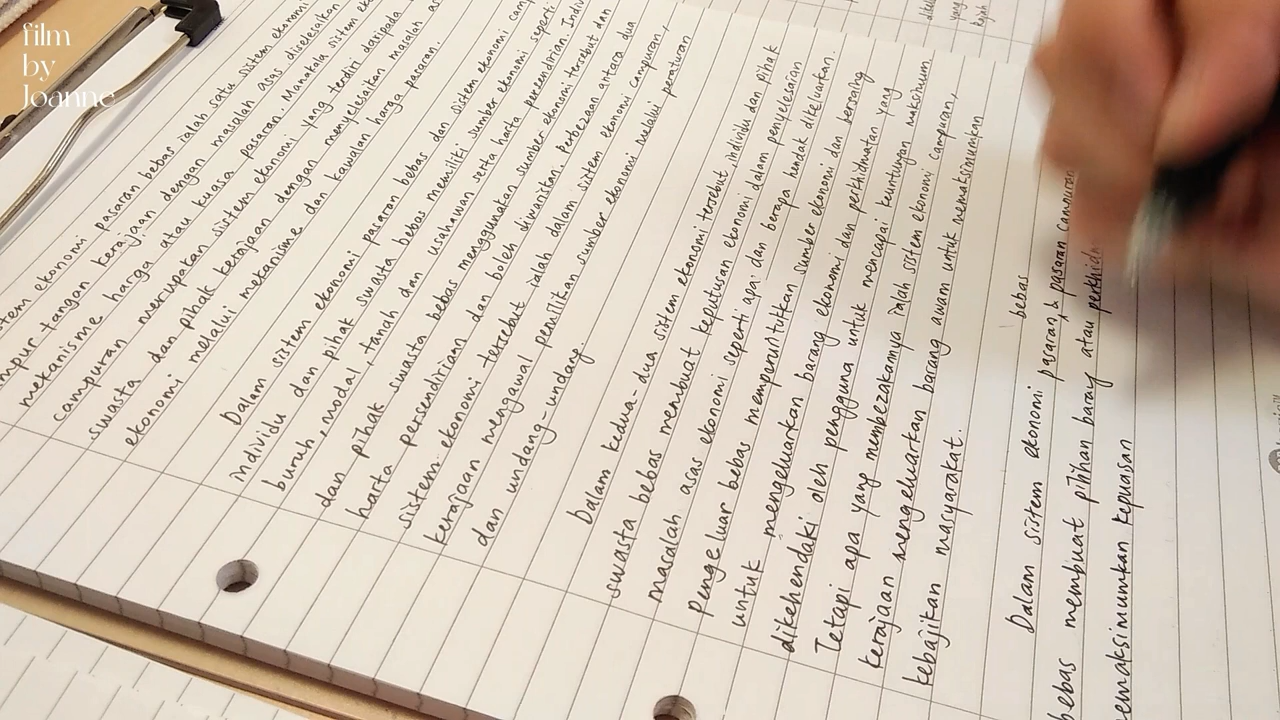 film
by
Joanne
sistem ekonomi pasaran bebas ialah satu sistem ekonomi
campur tangan kerajaan dengan masalah asas diselesaikan
mekanisme harga atau kuasa pasaran. Manakala sistem
campuran merupakan sistem ekonomi yang terdiri daripada
swasta dan pihak kerajaan dengan menyelesaikan masalah
ekonomi melalui mekanisme dan kawalan harga pasaran.
Dalam sistem ekonomi pasaran bebas dan sistem ekonomi
individu dan pihak swasta bebas memiliki sumber ekonomi seperti
buruh, modal, tanah dan usahawan serta harta persendirian.
dan pihak swasta bebas menggunakan sumber ekonomi tersebut dan
harta persendirian dan boleh diwarisi. Perbezaan antara dua
sistem ekonomi tersebut ialah dalam sistem ekonomi campuran,
kerajaan mengawal pemilikan sumber ekonomi melalui peraturan
dan undang-undang.
Dalam kedua-dua sistem ekonomi tersebut, individu dan pihak
swasta bebas membuat keputusan ekonomi dalam penyelesaian
masalah asas ekonomi seperti apa dan berapa hendak dikeluarkan.
Pengeluar bebas memperuntukkan sumber ekonomi dan bersaing
untuk mengeluarkan barang ekonomi dan perkhidmatan yang
dikehendaki oleh pengguna untuk mencapai keuntungan maksimum
Tetapi apa yang membezakannya ialah sistem ekonomi campuran,
kerajaan mengeluarkan barang awam untuk memaksimumkan
kebajikan masyarakat.
bebas
Dalam sistem ekonomi pasaran & pasaran campuran
bebas membuat pilihan barang atau
memaksimumkan kepuasan